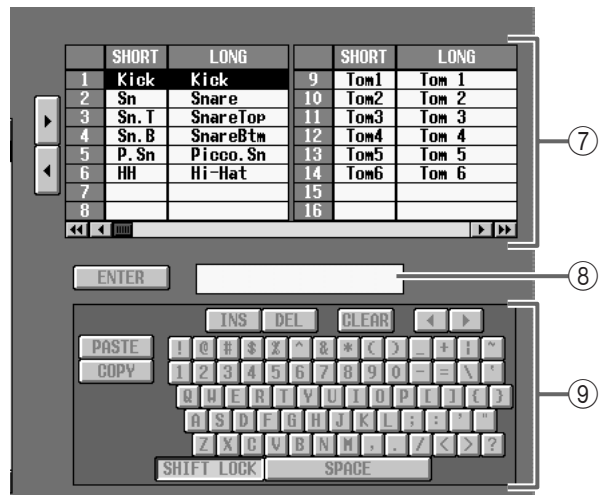 SHORT LONG SHORT LONG
1 Kick Kick 9 Tom1 Tom 1
2 Sn Snare 10 Tom2 Tom 2
3 Sn.T SnareTop 11 Tom3 Tom 3
4 Sn.B SnareBtm 12 Tom4 Tom 4
5 P.Sn Picco.Sn 13 Tom5 Tom 5
6 HH Hi-Hat 14 Tom6 Tom 6
7 15
8 16
⑦
ENTER
⑧
INS DEL CLEAR
PASTE ! @ # $ % ^ & * ( ) _ + ¦ ~
COPY 1 2 3 4 5 6 7 8 9 0 - = \ `
Q W E R T Y U I O P [ ] { }
A S D F G H J K L ; : ' "
Z X C V B N M , . / < > ?
SHIFT LOCK SPACE
⑨